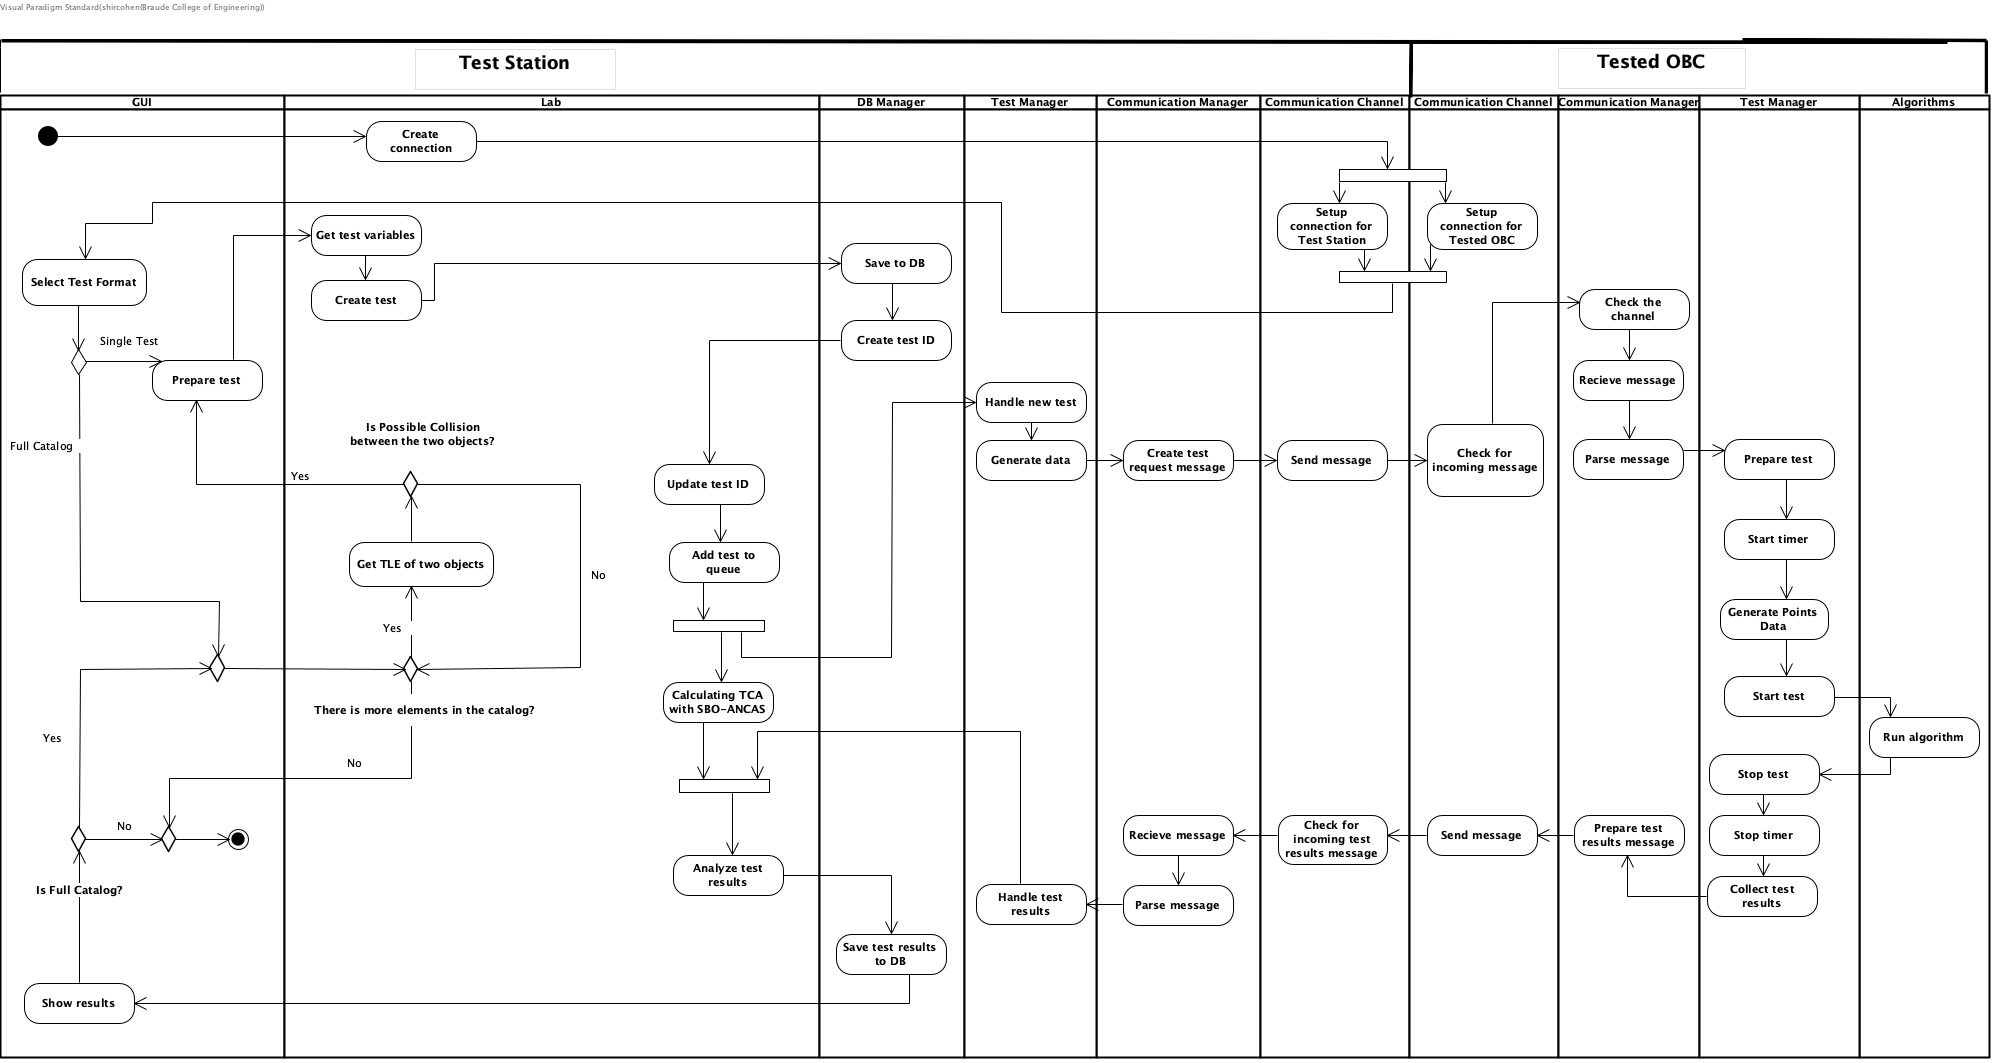 Visual Paradigm Standard(shircohen(Braude College of Engineering))
Test Station
Tested OBC
GUI
Lab
DB Manager
Test Manager
Communication Manager
Communication Channel
Communication Channel
Communication Manager
Test Manager
Algorithms
Create
connection
Setup
connection for
Test Station
Setup
connection for
Tested OBC
Get test variables
Select Test Format
Create test
Save to DB
Create test ID
Check the
channel
Single Test
Prepare test
Recieve message
Handle new test
Full Catalog
Is Possible Collision
between the two objects?
Generate data
Create test
request message
Send message
Check for
incoming message
Parse message
Prepare test
Yes
Update test ID
Start timer
Get TLE of two objects
Add test to
queue
No
Generate Points
Data
Yes
Calculating TCA
with SBO-ANCAS
Start test
There is more elements in the catalog?
Yes
Run algorithm
No
Stop test
No
Recieve message
Check for
incoming test
results message
Send message
Prepare test
results message
Stop timer
Is Full Catalog?
Analyze test
results
Handle test
results
Parse message
Collect test
results
Save test results
to DB
Show results